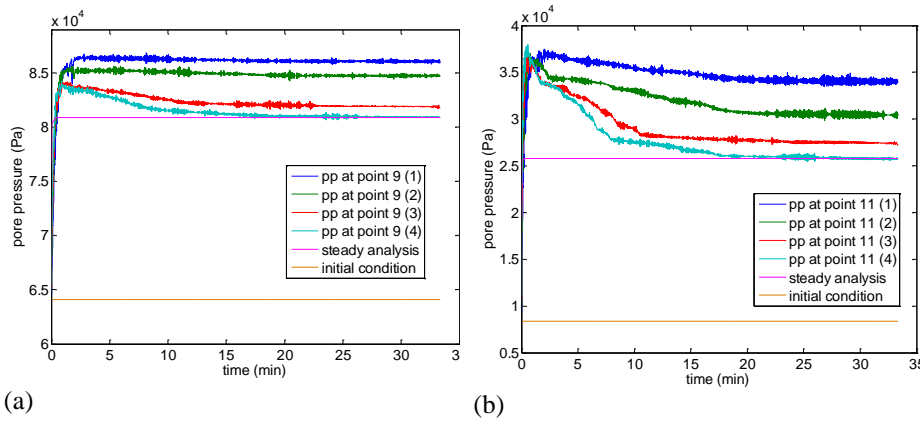 x 10^4
8.5
8
7.5
7
6.5
6
0 5 10 15 20 25 30 3
time (min)
pore pressure (Pa)
pp at point 9 (1)
pp at point 9 (2)
pp at point 9 (3)
pp at point 9 (4)
steady analysis
initial condition
(a)
x 10^4
4
3.5
3
2.5
2
1.5
1
0.5
0 5 10 15 20 25 30 35
time (min)
pore pressure (Pa)
pp at point 11 (1)
pp at point 11 (2)
pp at point 11 (3)
pp at point 11 (4)
steady analysis
initial condition
(b)